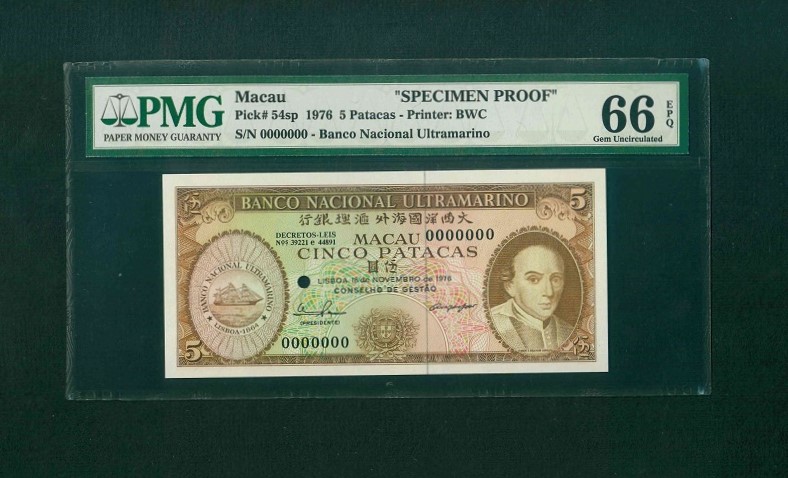 PMG
PAPER MONEY GUARANTY
Macau "SPECIMEN PROOF"
Pick# 54sp 1976 5 Patacas - Printer: BWC
S/N 0000000 - Banco Nacional Ultramarino
66 EPQ
Gem Uncirculated
伍 BANCO NACIONAL ULTRAMARINO 5
行銀理滙外海國洋西大
DECRETOS-LEIS
Nos 39221 e 44891
MACAU 0000000
CINCO PATACAS
圓伍
LISBOA 18 de NOVEMBRO de 1976
CONSELHO DE GESTÃO
BANCO NACIONAL ULTRAMARINO
LISBOA-1864
(PRESIDENTE)
0000000
5 伍